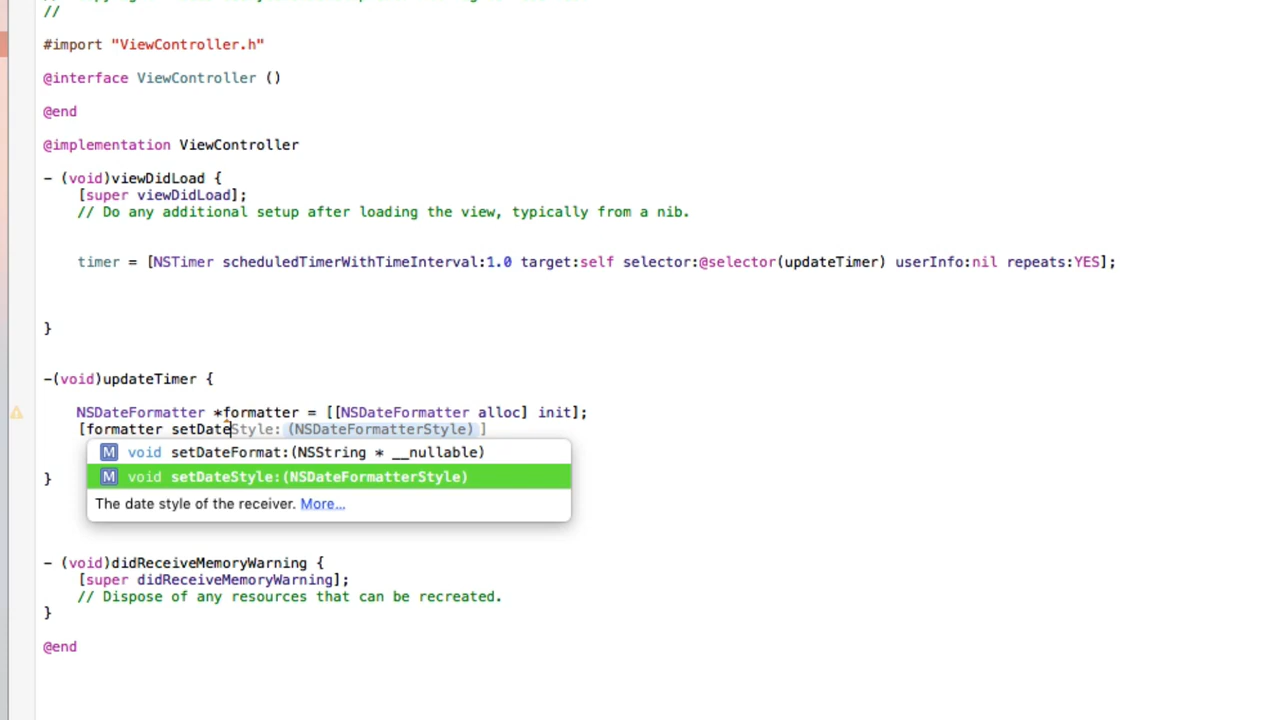 //
#import "ViewController.h"
@interface ViewController ()
@end
@implementation ViewController
- (void)viewDidLoad {
[super viewDidLoad];
// Do any additional setup after loading the view, typically from a nib.
timer = [NSTimer scheduledTimerWithTimeInterval:1.0 target:self selector:@selector(updateTimer) userInfo:nil repeats:YES];
}
-(void)updateTimer {
NSDateFormatter *formatter = [[NSDateFormatter alloc] init];
[formatter setDateStyle:(NSDateFormatterStyle)]
M void setDateFormat:(NSString * __nullable)
M void setDateStyle:(NSDateFormatterStyle)
The date style of the receiver. More...
}
- (void)didReceiveMemoryWarning {
[super didReceiveMemoryWarning];
// Dispose of any resources that can be recreated.
}
@end